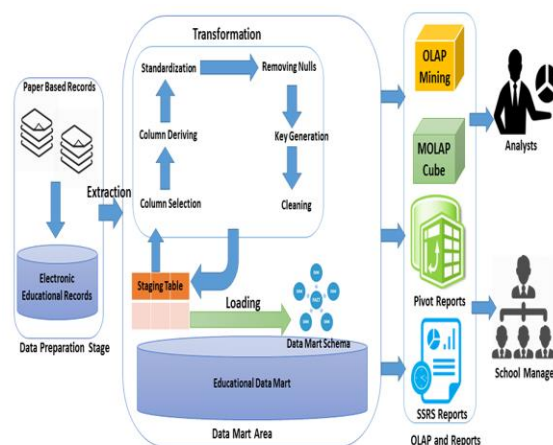 Transformation
Paper Based Records
Extraction
Electronic
Educational Records
Data Preparation Stage
Standardization
Removing Nulls
Column Deriving
Key Generation
Column Selection
Cleaning
Staging Table
Loading
FACT
Data Mart Schema
Educational Data Mart
Data Mart Area
OLAP
Mining
MOLAP
Cube
Pivot Reports
SSRS Reports
OLAP and Reports
Analysts
School Manage